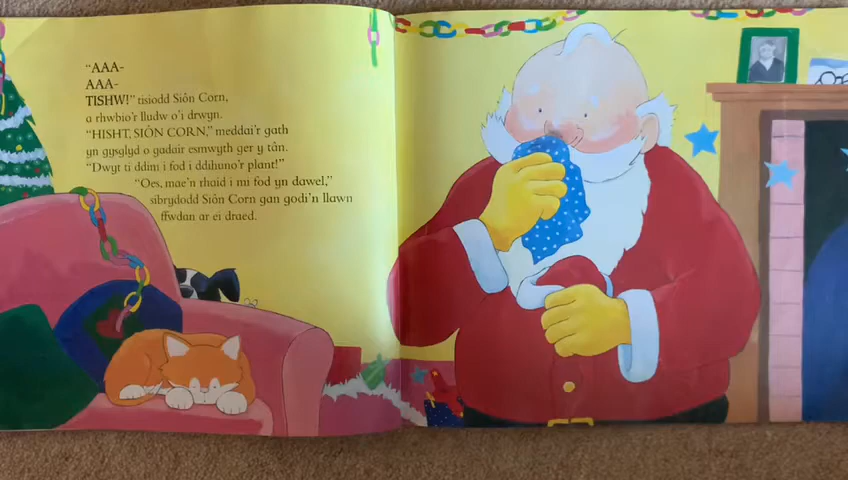 “AAA-
AAA-
TISHW!” tisiodd Siôn Corn,
a rhwbio'r lludw o'i drwyn.
“HISHT, SIÔN CORN,” meddai'r gath
yn gysglyd o gadair esmwyth ger y tân.
“Dwyt ti ddim i fod i ddihuno'r plant!”
“Oes, mae'n rhaid i mi fod yn dawel,”
sibrydodd Siôn Corn gan godi'n llawn
ffwdan ar ei draed.